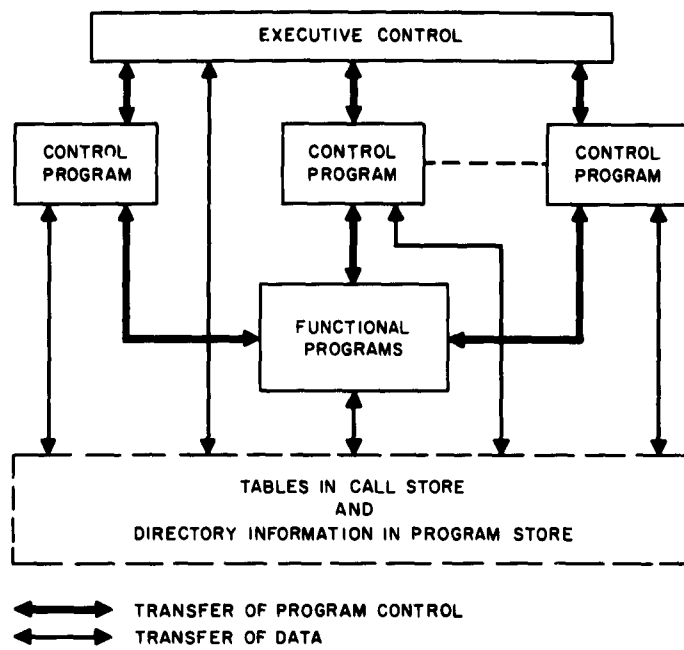 EXECUTIVE CONTROL
CONTROL
PROGRAM
CONTROL
PROGRAM
CONTROL
PROGRAM
FUNCTIONAL
PROGRAMS
TABLES IN CALL STORE
AND
DIRECTORY INFORMATION IN PROGRAM STORE
TRANSFER OF PROGRAM CONTROL
TRANSFER OF DATA